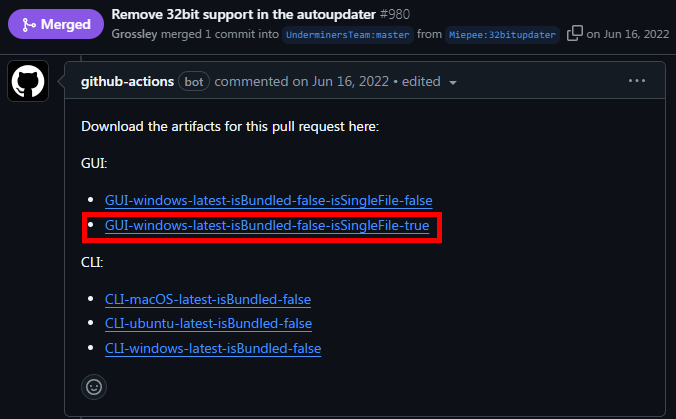 Merged
Remove 32bit support in the autoupdater #980
Grossley merged 1 commit into UnderminersTeam:master from Miepee:32bitupdater on Jun 16, 2022
github-actions bot commented on Jun 16, 2022 • edited
Download the artifacts for this pull request here:
GUI:
• GUI-windows-latest-isBundled-false-isSingleFile-false
• GUI-windows-latest-isBundled-false-isSingleFile-true
CLI:
• CLI-macOS-latest-isBundled-false
• CLI-ubuntu-latest-isBundled-false
• CLI-windows-latest-isBundled-false